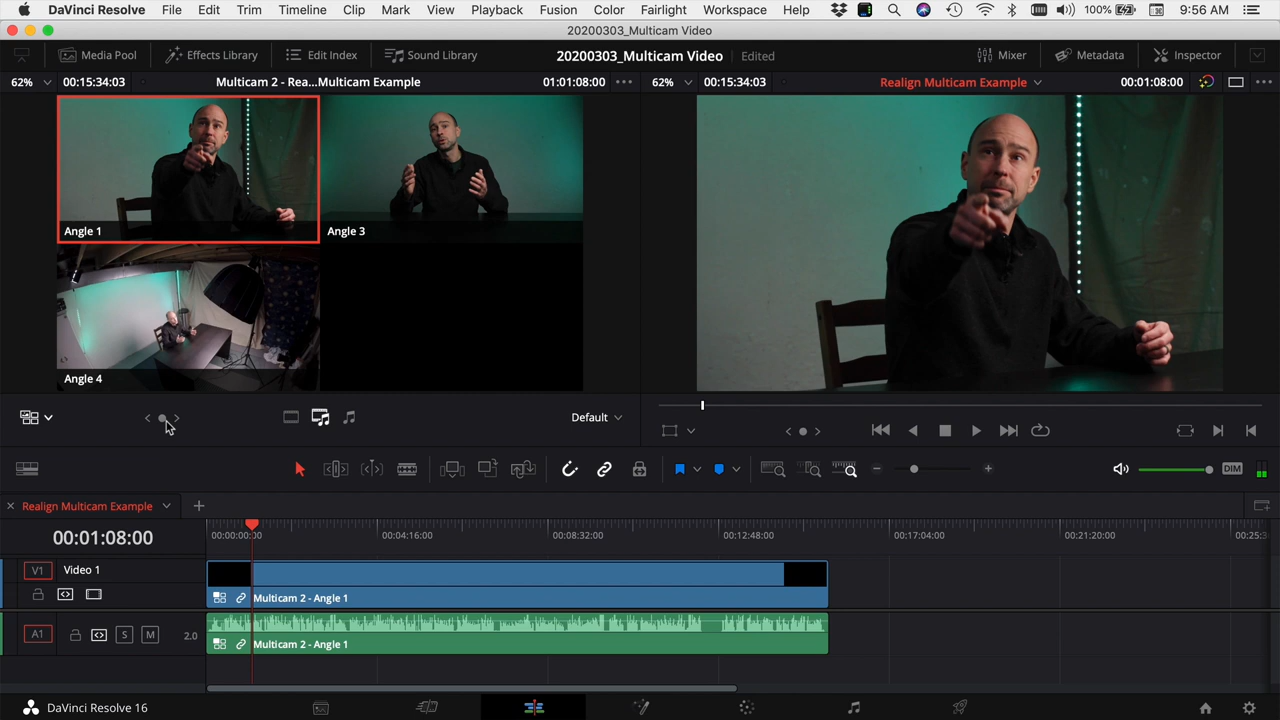 DaVinci Resolve File Edit Trim Timeline Clip Mark View Playback Fusion Color Fairlight Workspace Help 100% 9:56 AM
20200303_Multicam Video
Media Pool Effects Library Edit Index Sound Library 20200303_Multicam Video Edited Mixer Metadata Inspector
62% 00:15:34:03 Multicam 2 - Rea...Multicam Example 01:01:08:00 62% 00:15:34:03 Realign Multicam Example 00:01:08:00
Angle 1 Angle 3
Angle 4
Default
DIM
Realign Multicam Example
00:01:08:00 00:00:00:00 00:04:16:00 00:08:32:00 00:12:48:00 00:17:04:00 00:21:20:00 00:25:3
V1 Video 1
Multicam 2 - Angle 1
A1 S M 2.0
Multicam 2 - Angle 1
DaVinci Resolve 16